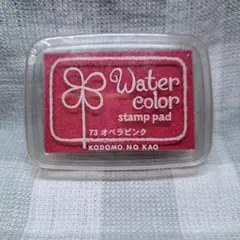 Water
color
stamp pad
73 オペラピンク
KODOMO NO KAO